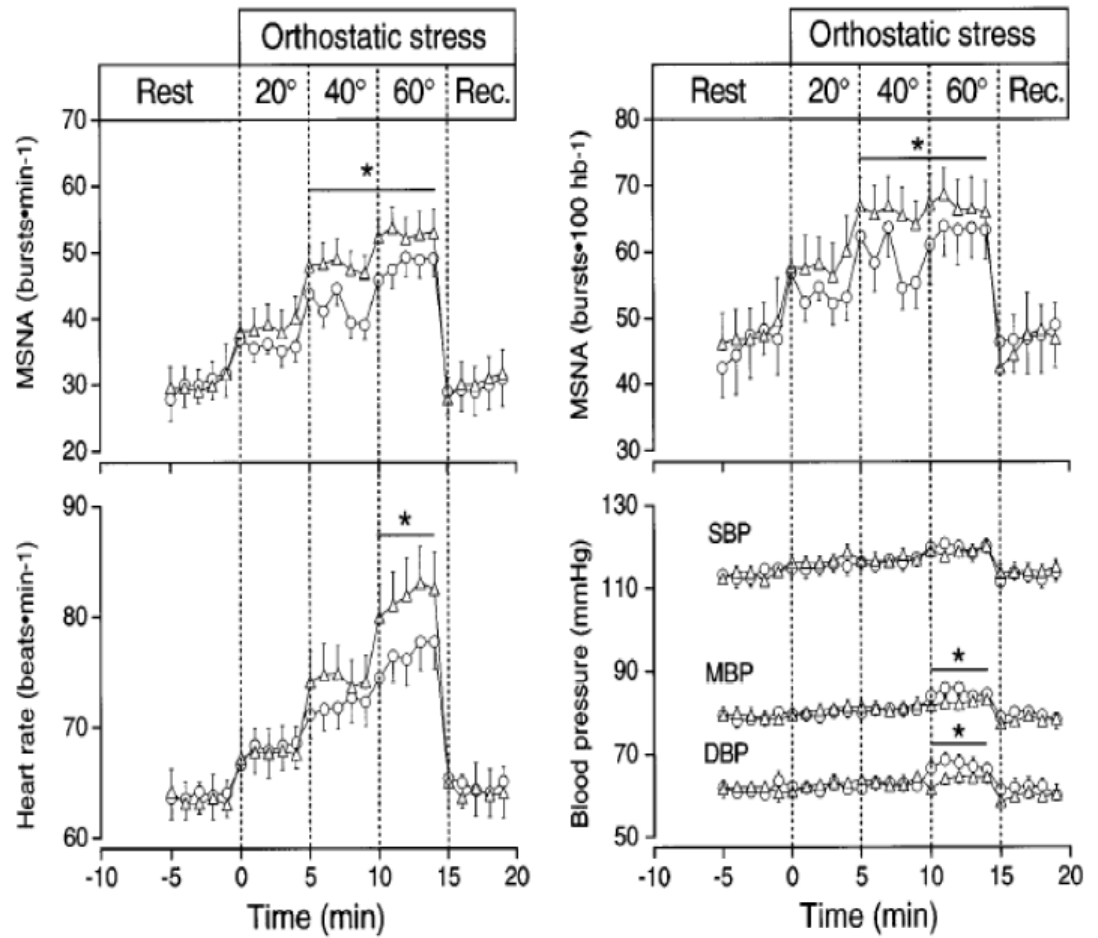 Orthostatic stress
Rest 20° 40° 60° Rec.
MSNA (bursts•min-1)
70
60
50
40
30
20
*
Orthostatic stress
Rest 20° 40° 60° Rec.
MSNA (bursts•100 hb-1)
80
70
60
50
40
30
*
Heart rate (beats•min-1)
90
80
70
60
*
-10 -5 0 5 10 15 20
Time (min)
Blood pressure (mmHg)
130
110
90
70
50
SBP
MBP
*
DBP
*
-10 -5 0 5 10 15 20
Time (min)